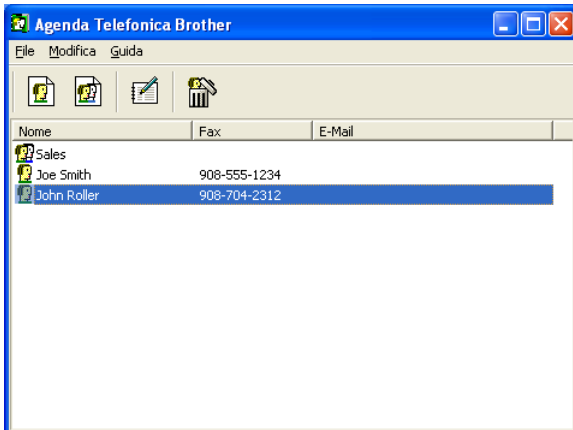 Agenda Telefonica Brother
File Modifica Guida
Nome Fax E-Mail
Sales
Joe Smith 908-555-1234
John Roller 908-704-2312